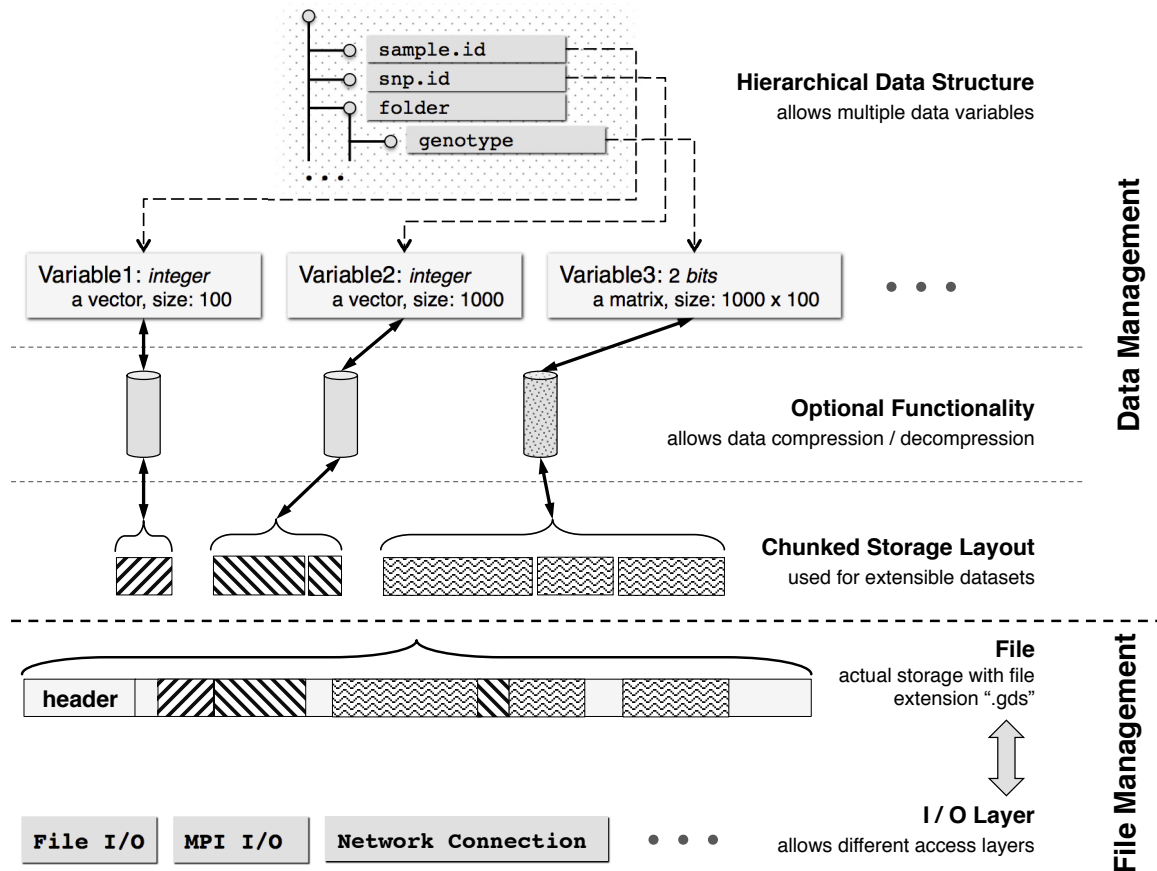 sample.id
snp.id
folder
genotype
• • •
Hierarchical Data Structure
allows multiple data variables
Variable1: integer
a vector, size: 100
Variable2: integer
a vector, size: 1000
Variable3: 2 bits
a matrix, size: 1000 x 100
• • •
Optional Functionality
allows data compression / decompression
Chunked Storage Layout
used for extensible datasets
Data Management
header
File
actual storage with file
extension “.gds”
I / O Layer
allows different access layers
File I/O
MPI I/O
Network Connection
• • •
File Management